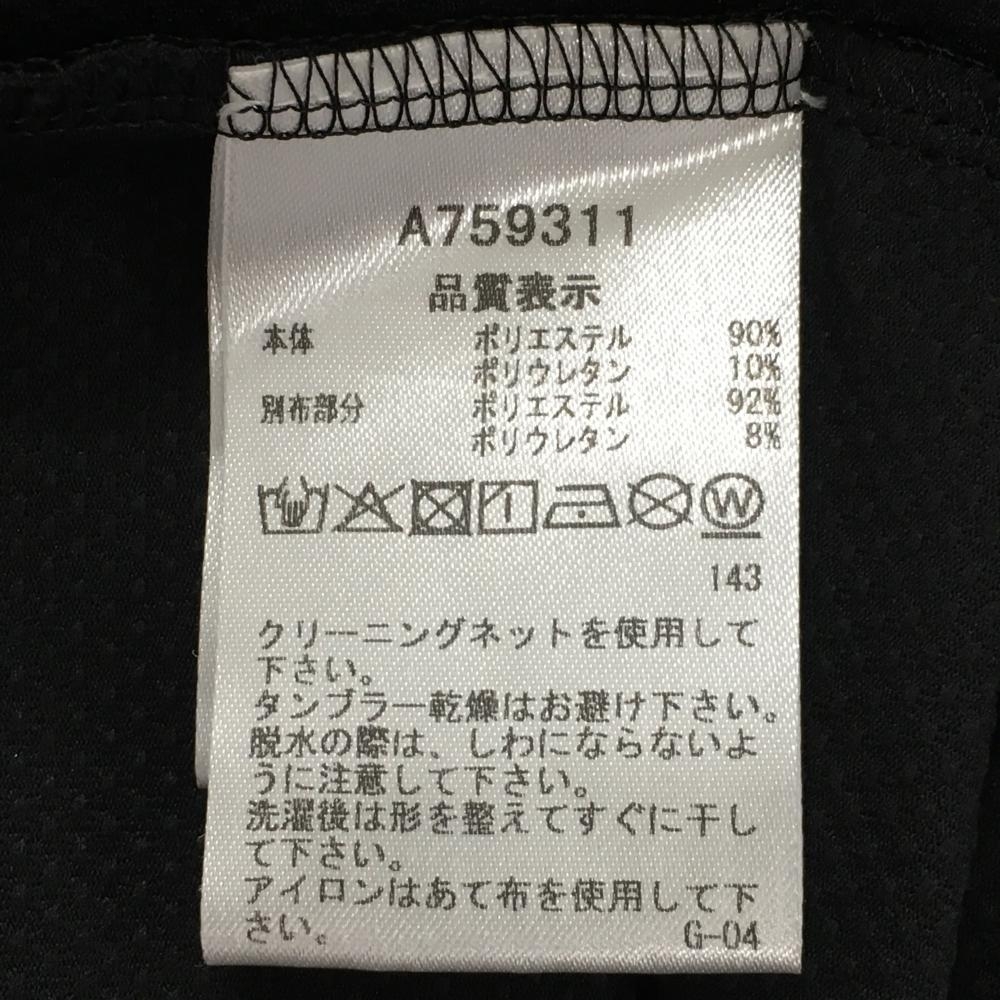 A759311
品質表示
本体 ポリエステル 90%
ポリウレタン 10%
別布部分 ポリエステル 92%
ポリウレタン 8%
W
143
クリーニングネットを使用して
下さい。
タンブラー乾燥はお避け下さい。
脱水の際は、しわにならないよ
うに注意して下さい。
洗濯後は形を整えてすぐに干し
て下さい。
アイロンはあて布を使用して下
さい。 G-04